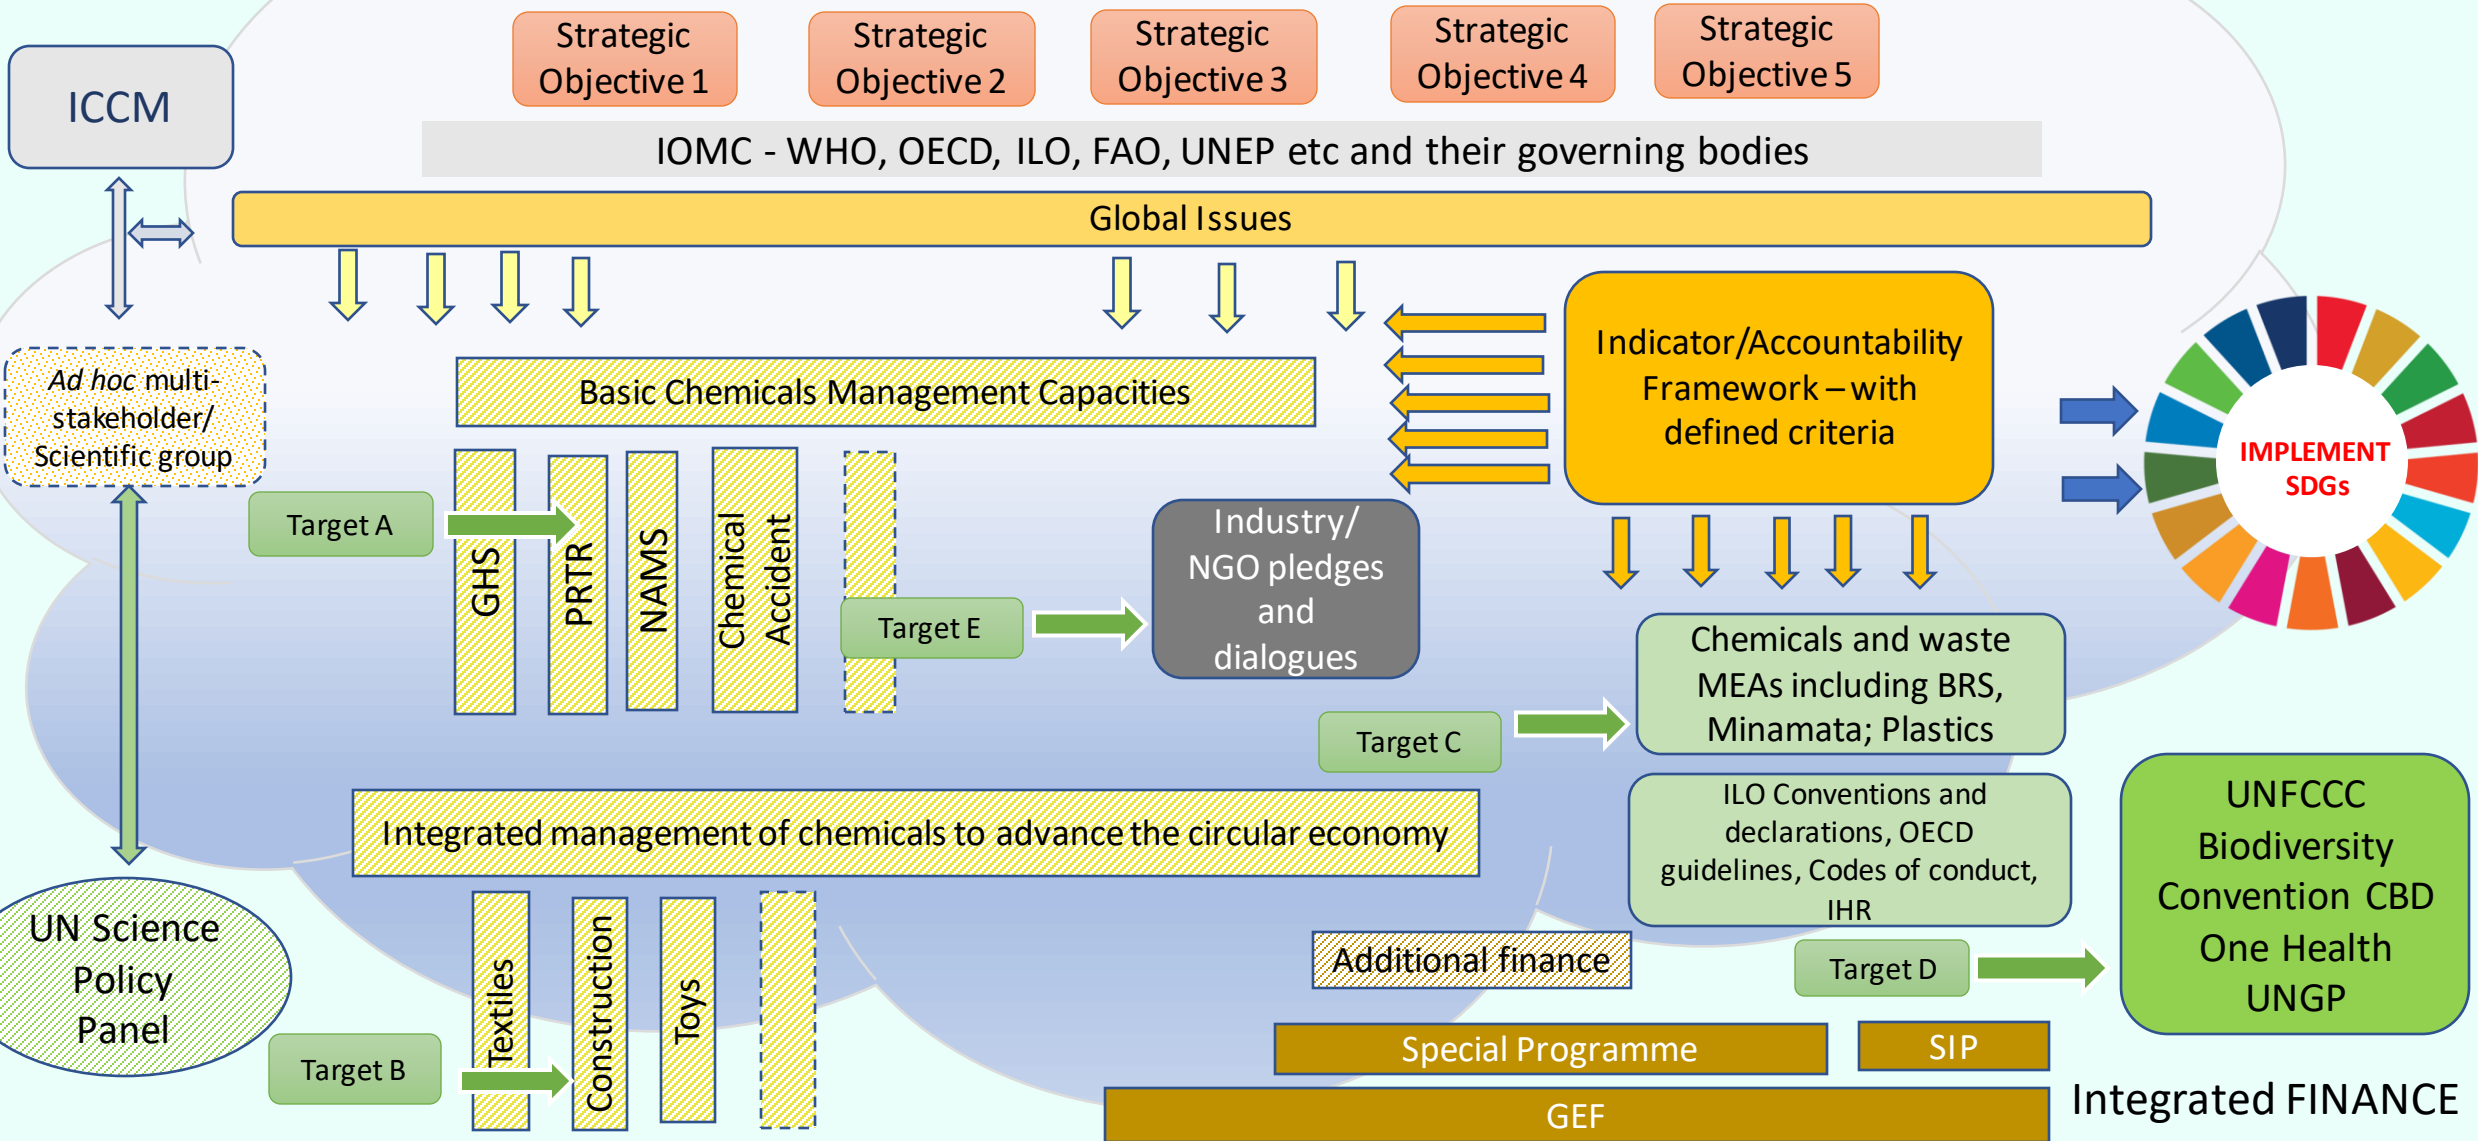 Strategic
Objective 1
Strategic
Objective 2
Strategic
Objective 3
Strategic
Objective 4
Strategic
Objective 5
ICCM
IOMC - WHO, OECD, ILO, FAO, UNEP etc and their governing bodies
Global Issues
Ad hoc multi-
stakeholder/
Scientific group
Basic Chemicals Management Capacities
Indicator/Accountability
Framework – with
defined criteria
IMPLEMENT
SDGs
Target A
GHS
PRTR
NAMS
Chemical
Accident
Target E
Industry/
NGO pledges
and
dialogues
Chemicals and waste
MEAs including BRS,
Minamata; Plastics
Target C
Integrated management of chemicals to advance the circular economy
ILO Conventions and
declarations, OECD
guidelines, Codes of conduct,
IHR
UNFCCC
Biodiversity
Convention CBD
One Health
UNGP
UN Science
Policy
Panel
Textiles
Construction
Toys
Target B
Additional finance
Target D
Special Programme
SIP
GEF
Integrated FINANCE